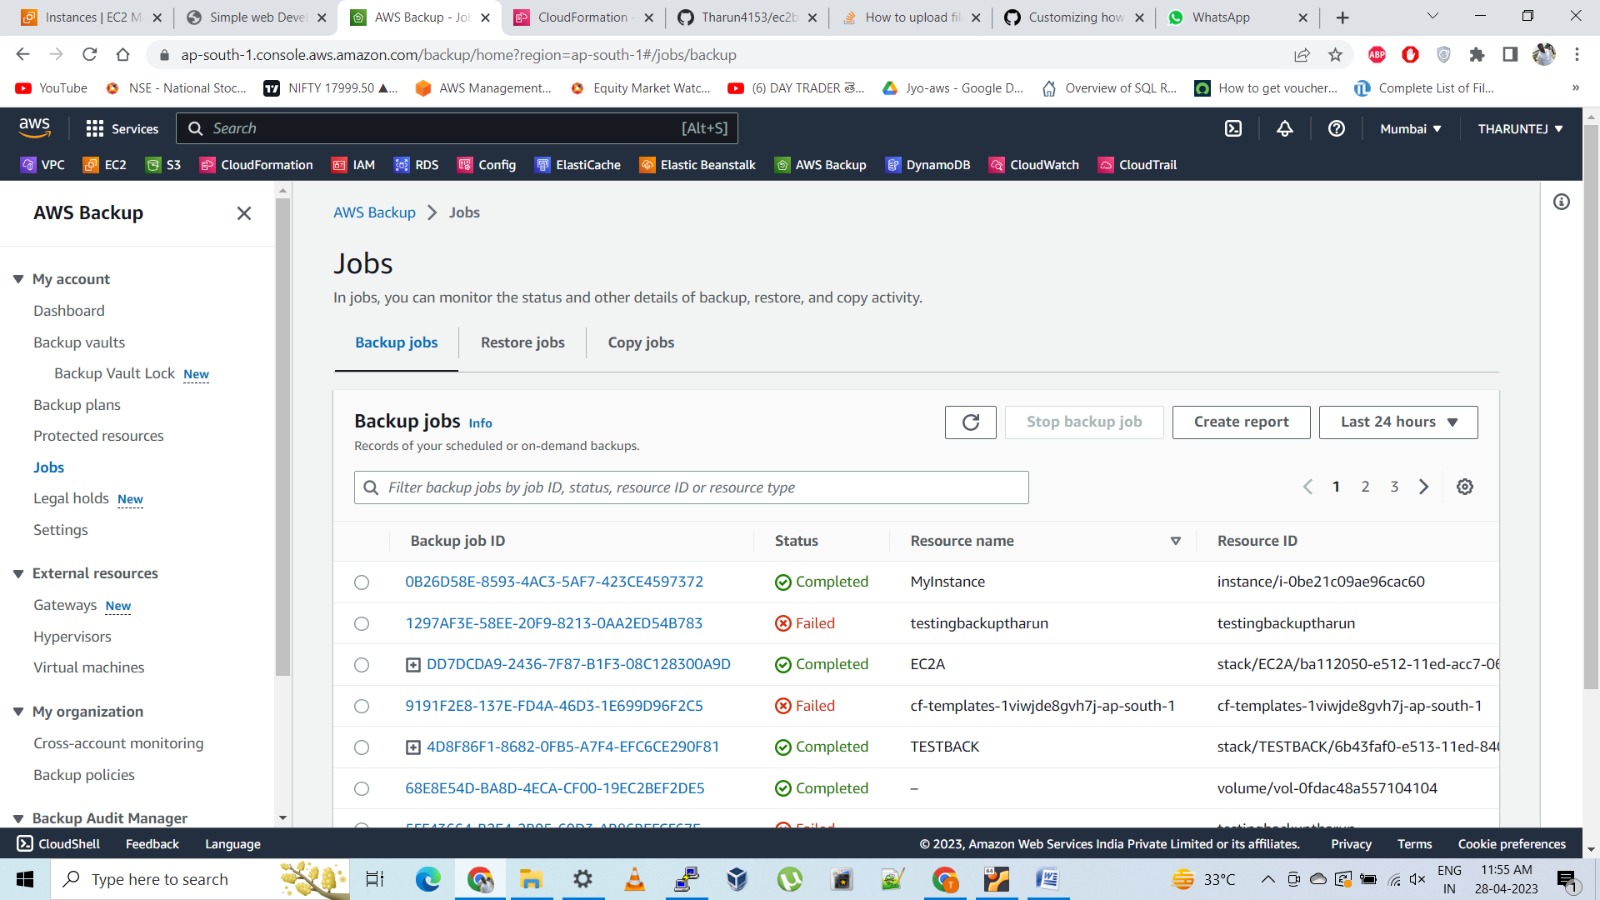 Instances | EC2 M
Simple web Devel
AWS Backup - Job
CloudFormation -
Tharun4153/ec2b
How to upload fil
Customizing how
WhatsApp
ap-south-1.console.aws.amazon.com/backup/home?region=ap-south-1#/jobs/backup
ABP
YouTube
NSE - National Stoc...
NIFTY 17999.50 ▲...
AWS Management...
Equity Market Watc...
(6) DAY TRADER తె...
Jyo-aws - Google D...
Overview of SQL R...
How to get voucher...
Complete List of Fil...
»
aws
Services
Search
[Alt+S]
Mumbai ▼
THARUNTEJ ▼
VPC
EC2
S3
CloudFormation
IAM
RDS
Config
ElastiCache
Elastic Beanstalk
AWS Backup
DynamoDB
CloudWatch
CloudTrail
AWS Backup
My account
Dashboard
Backup vaults
Backup Vault Lock New
Backup plans
Protected resources
Jobs
Legal holds New
Settings
External resources
Gateways New
Hypervisors
Virtual machines
My organization
Cross-account monitoring
Backup policies
Backup Audit Manager
AWS Backup > Jobs
Jobs
In jobs, you can monitor the status and other details of backup, restore, and copy activity.
Backup jobs
Restore jobs
Copy jobs
Backup jobs Info
Records of your scheduled or on-demand backups.
Stop backup job
Create report
Last 24 hours ▼
Filter backup jobs by job ID, status, resource ID or resource type
< 1 2 3 >
Backup job ID Status Resource name Resource ID
0B26D58E-8593-4AC3-5AF7-423CE4597372 Completed MyInstance instance/i-0be21c09ae96cac60
1297AF3E-58EE-20F9-8213-0AA2ED54B783 Failed testingbackuptharun testingbackuptharun
DD7DCDA9-2436-7F87-B1F3-08C128300A9D Completed EC2A stack/EC2A/ba112050-e512-11ed-acc7-06
9191F2E8-137E-FD4A-46D3-1E699D96F2C5 Failed cf-templates-1viwjde8gvh7j-ap-south-1 cf-templates-1viwjde8gvh7j-ap-south-1
4D8F86F1-8682-0FB5-A7F4-EFC6CE290F81 Completed TESTBACK stack/TESTBACK/6b43faf0-e513-11ed-840
68E8E54D-BA8D-4ECA-CF00-19EC2BEF2DE5 Completed – volume/vol-0fdac48a557104104
Failed testingbackuptharun
CloudShell
Feedback
Language
© 2023, Amazon Web Services India Private Limited or its affiliates.
Privacy
Terms
Cookie preferences
Type here to search
33°C
ENG
IN
11:55 AM
28-04-2023
1